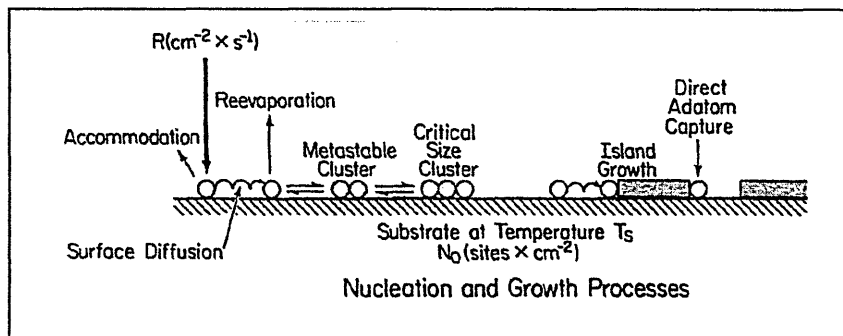 R(cm⁻² × s⁻¹)
Reevaporation
Accommodation
Metastable
Cluster
Critical
Size
Cluster
Island
Growth
Direct
Adatom
Capture
Surface Diffusion
Substrate at Temperature Tₛ
N₀(sites × cm⁻²)
Nucleation and Growth Processes